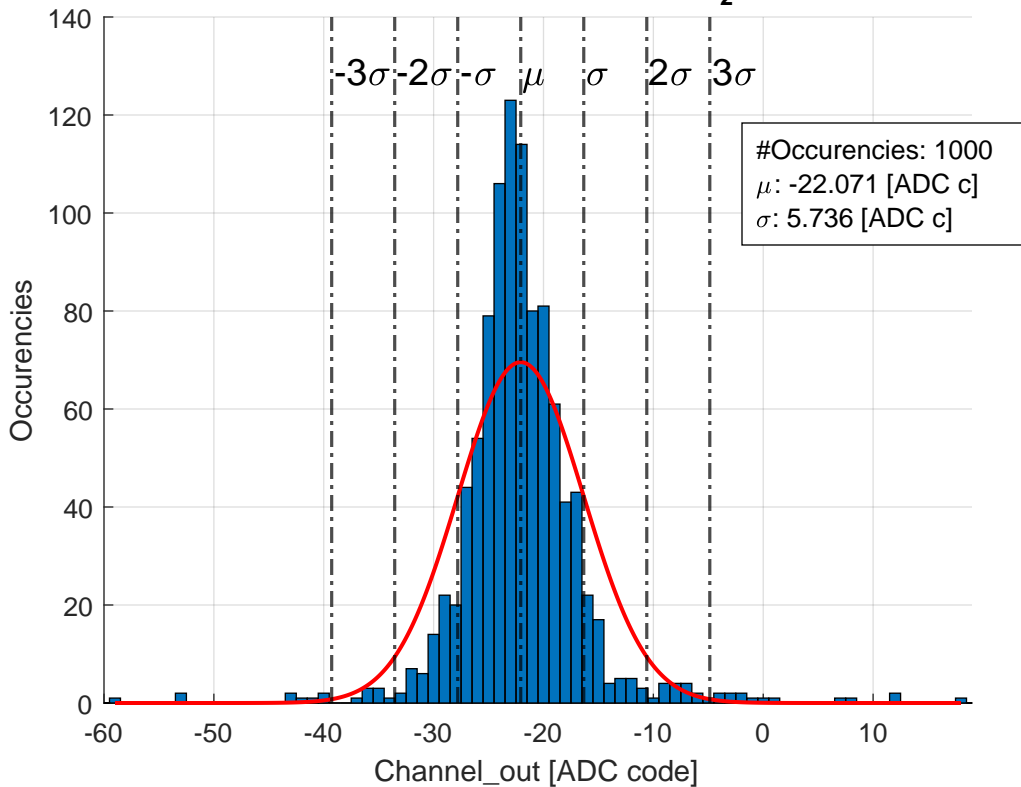 2
140
120
100
80
60
40
20
0
-3σ -2σ -σ μ σ 2σ 3σ
#Occurencies: 1000
μ: -22.071 [ADC c]
σ: 5.736 [ADC c]
Occurencies
-60 -50 -40 -30 -20 -10 0 10
Channel_out [ADC code]